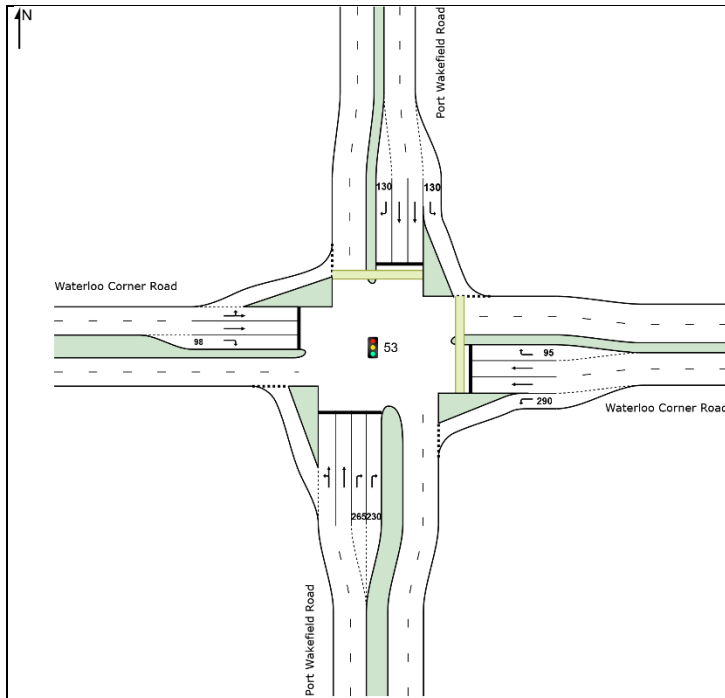 N
Port Wakefield Road
130
130
Waterloo Corner Road
98
53
95
290
Waterloo Corner Road
265
230
Port Wakefield Road